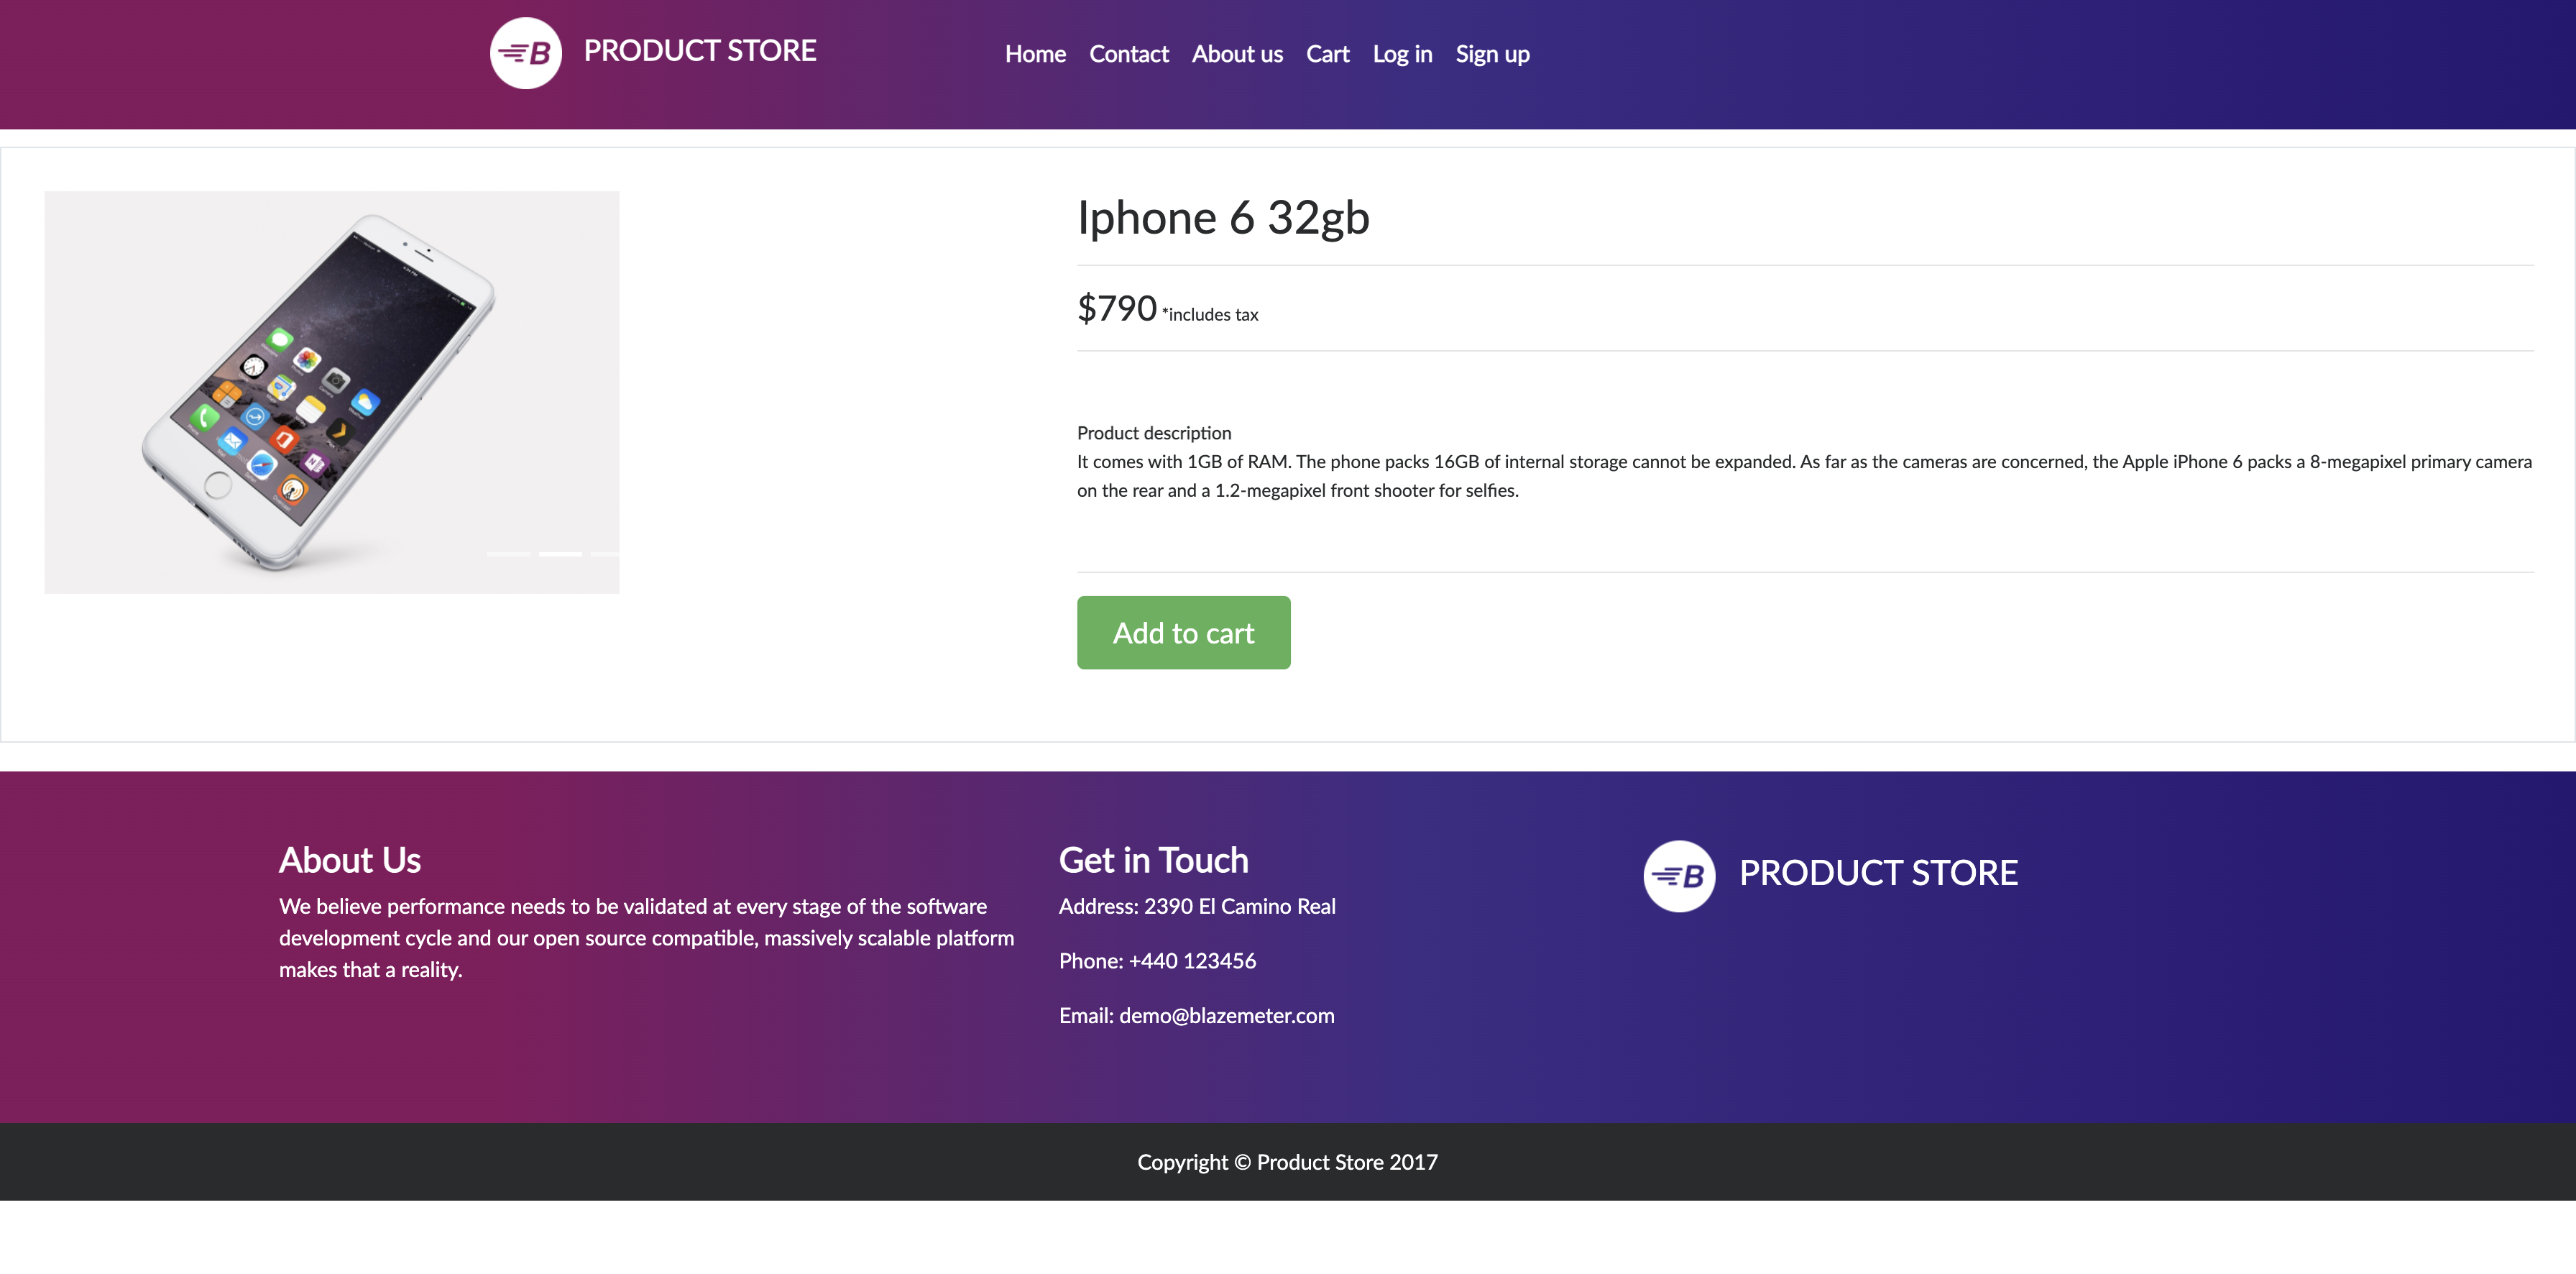 B PRODUCT STORE
Home Contact About us Cart Log in Sign up
Iphone 6 32gb
$790 *includes tax
Product description
It comes with 1GB of RAM. The phone packs 16GB of internal storage cannot be expanded. As far as the cameras are concerned, the Apple iPhone 6 packs a 8-megapixel primary camera
on the rear and a 1.2-megapixel front shooter for selfies.
Add to cart
About Us
We believe performance needs to be validated at every stage of the software
development cycle and our open source compatible, massively scalable platform
makes that a reality.
Get in Touch
Address: 2390 El Camino Real
Phone: +440 123456
Email: demo@blazemeter.com
B PRODUCT STORE
Copyright © Product Store 2017